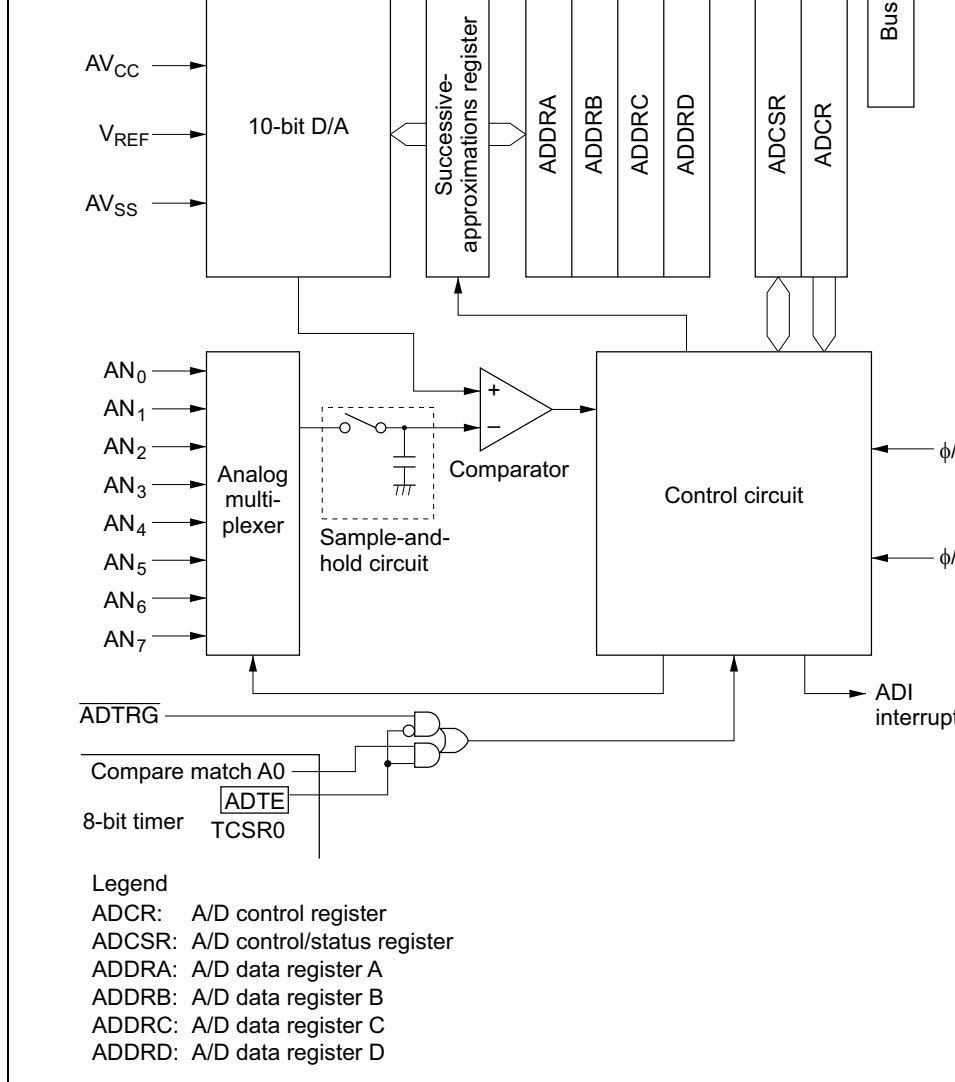 Bus
AVCC
VREF
AVSS
10-bit D/A
Successive-
approximations register
ADDRA
ADDRB
ADDRC
ADDRD
ADCSR
ADCR
AN0
AN1
AN2
AN3
AN4
AN5
AN6
AN7
Analog
multi-
plexer
Sample-and-
hold circuit
+
−
Comparator
Control circuit
ϕ/
ϕ/
ADI
interrupt
ADTRG
Compare match A0
ADTE
8-bit timer
TCSR0
Legend
ADCR: A/D control register
ADCSR: A/D control/status register
ADDRA: A/D data register A
ADDRB: A/D data register B
ADDRC: A/D data register C
ADDRD: A/D data register D